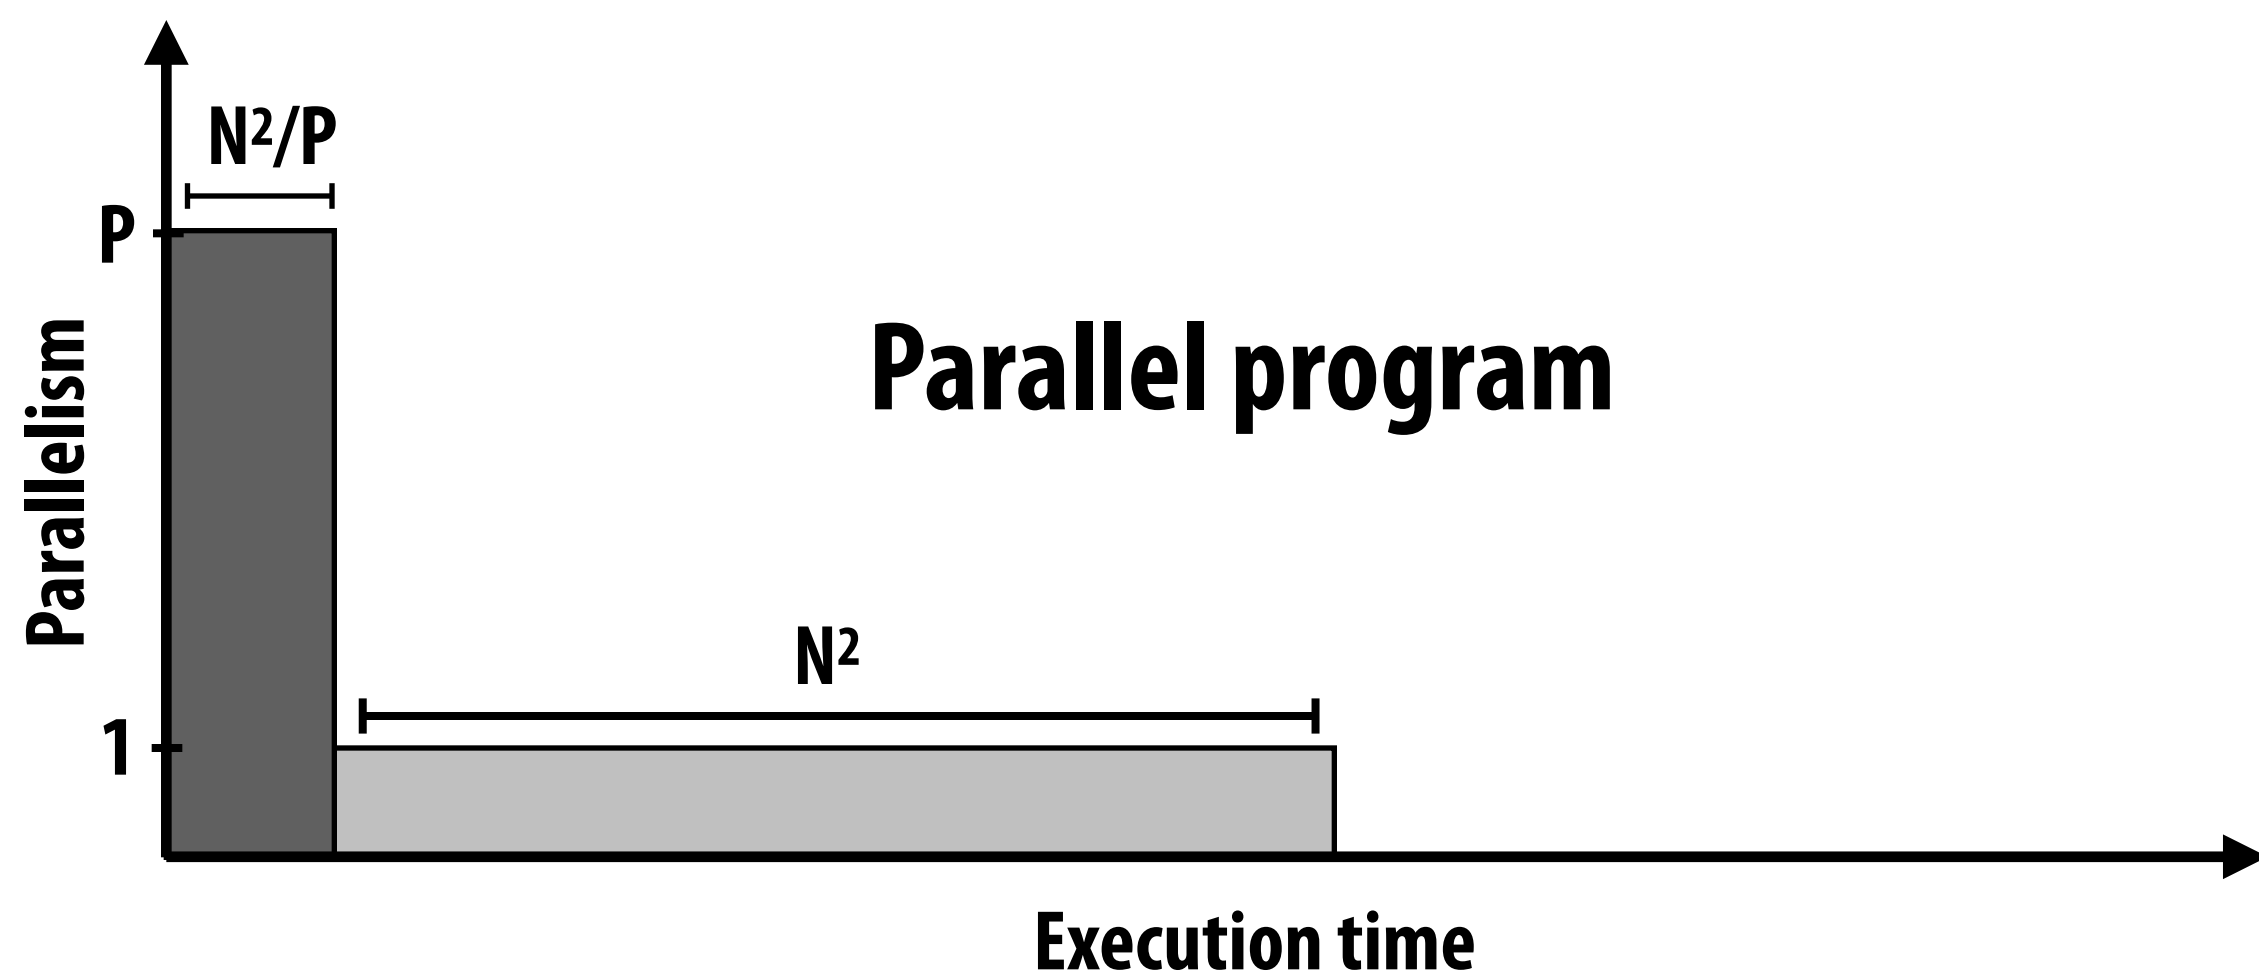 N²/P
P
Parallelism
Parallel program
N²
1
Execution time